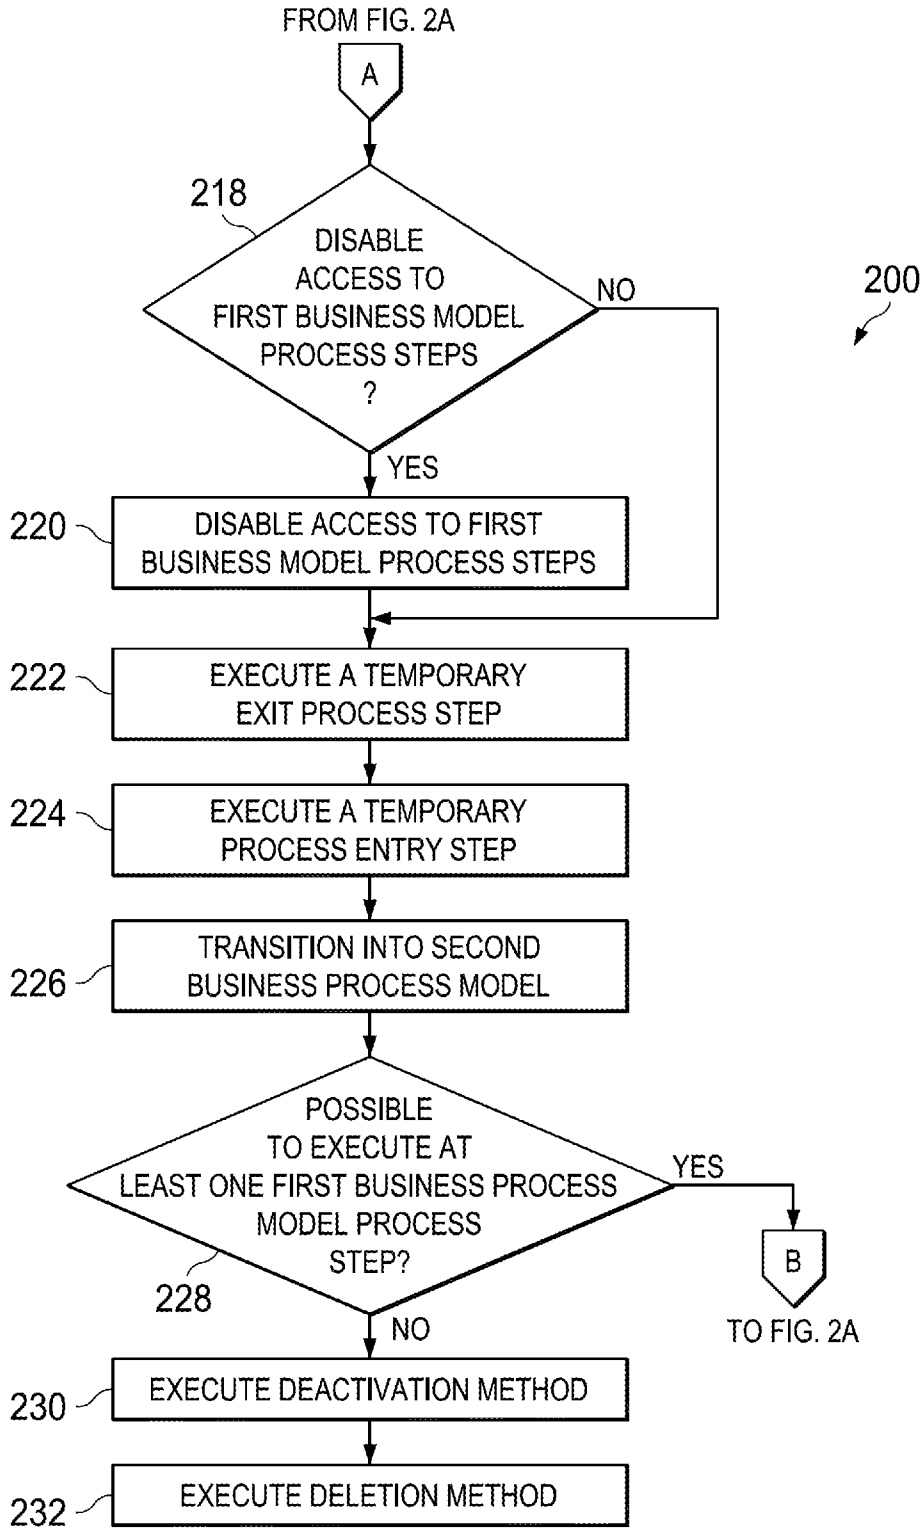 FROM FIG. 2A
A
218
DISABLE
ACCESS TO
FIRST BUSINESS MODEL
PROCESS STEPS
?
NO
200
YES
220
DISABLE ACCESS TO FIRST
BUSINESS MODEL PROCESS STEPS
222
EXECUTE A TEMPORARY
EXIT PROCESS STEP
224
EXECUTE A TEMPORARY
PROCESS ENTRY STEP
226
TRANSITION INTO SECOND
BUSINESS PROCESS MODEL
POSSIBLE
TO EXECUTE AT
LEAST ONE FIRST BUSINESS PROCESS
MODEL PROCESS
STEP?
YES
228
B
TO FIG. 2A
NO
230
EXECUTE DEACTIVATION METHOD
232
EXECUTE DELETION METHOD